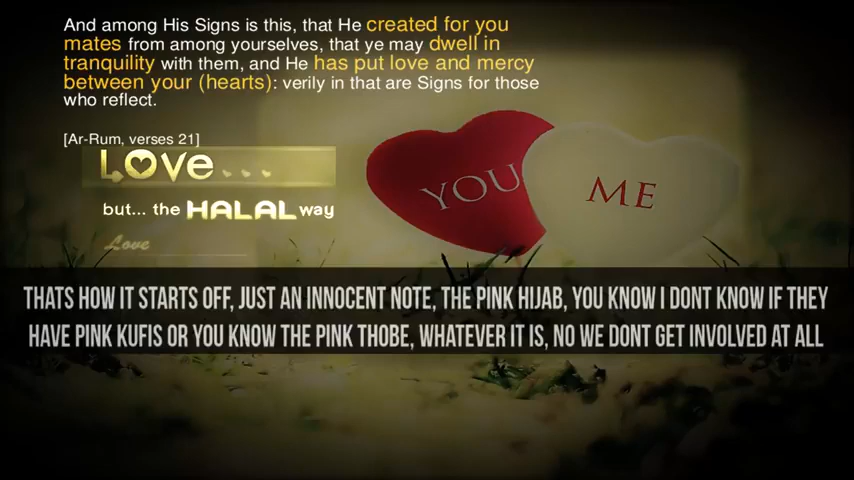 And among His Signs is this, that He created for you
mates from among yourselves, that ye may dwell in
tranquility with them, and He has put love and mercy
between your (hearts): verily in that are Signs for those
who reflect.
[Ar-Rum, verses 21]
Love...
but... the HALAL way
Love
YOU
ME
THATS HOW IT STARTS OFF, JUST AN INNOCENT NOTE, THE PINK HIJAB, YOU KNOW I DONT KNOW IF THEY
HAVE PINK KUFIS OR YOU KNOW THE PINK THOBE, WHATEVER IT IS, NO WE DONT GET INVOLVED AT ALL